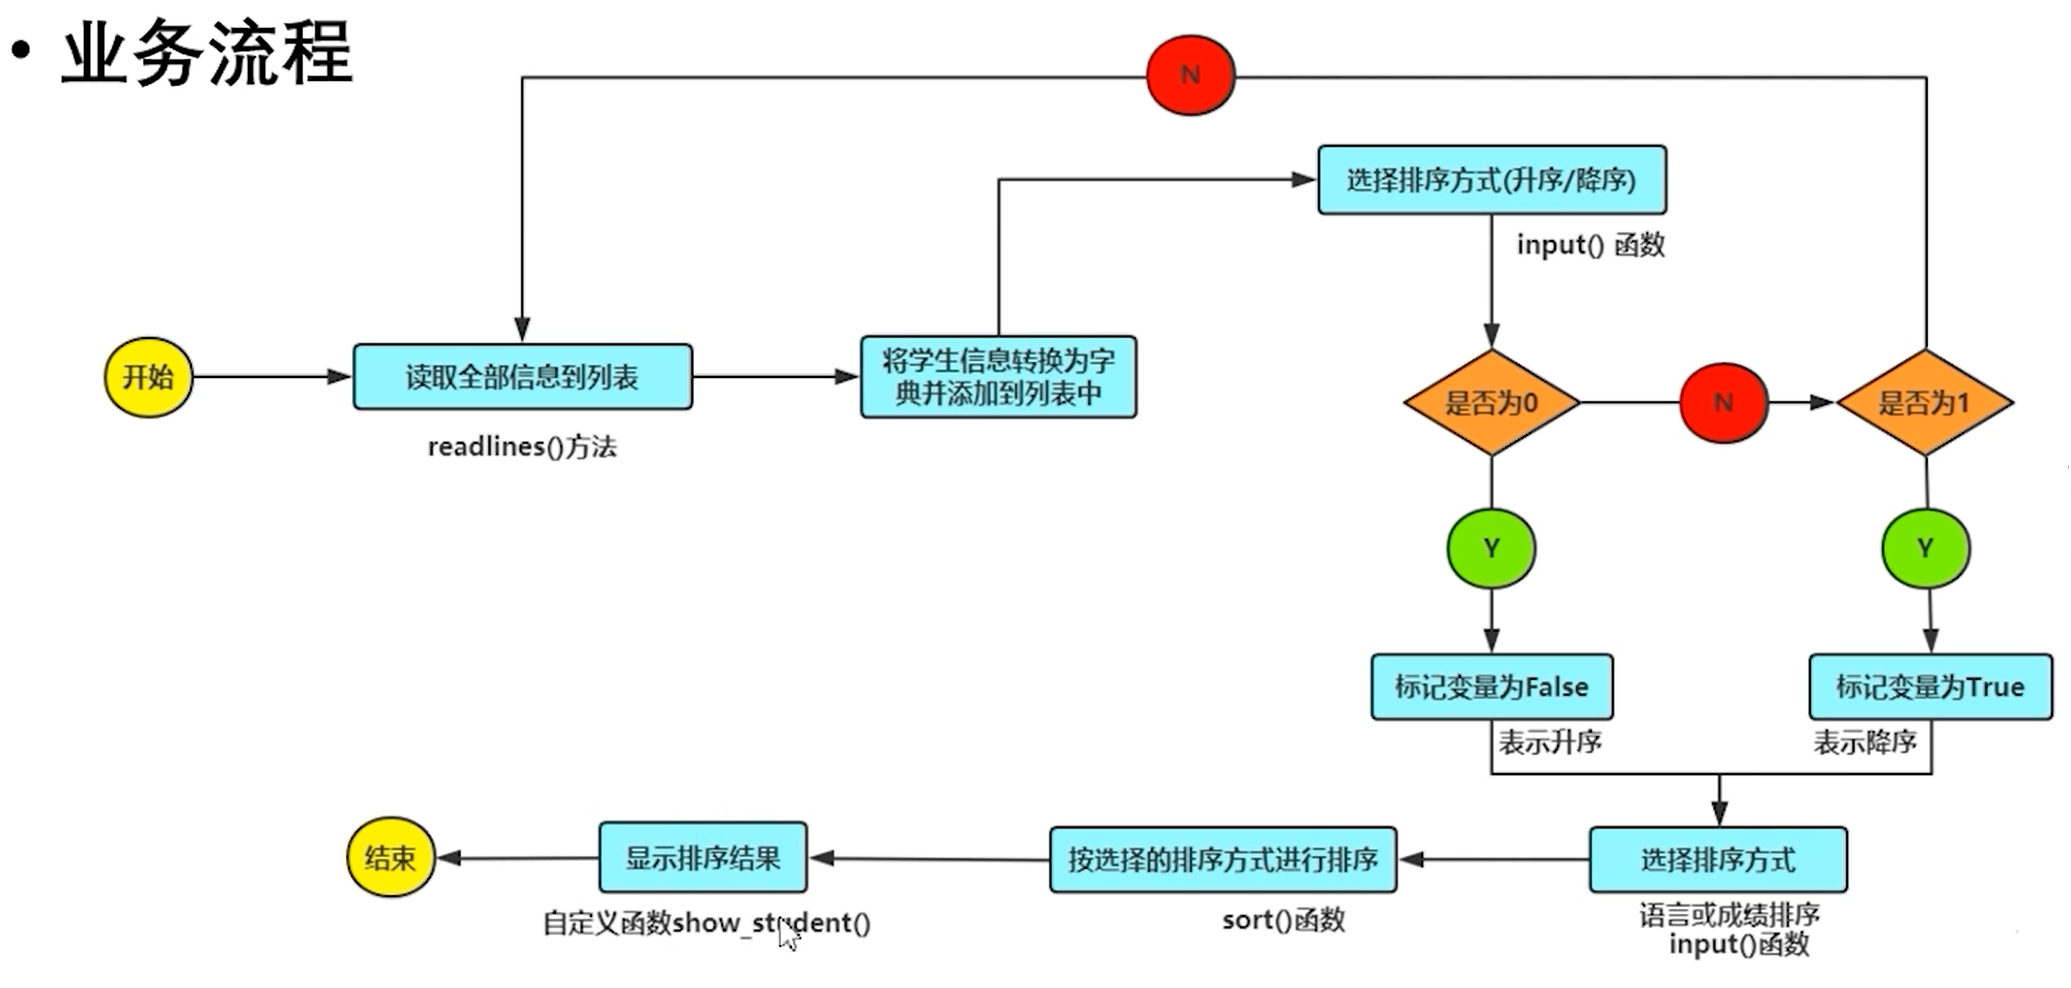 • 业务流程
N
选择排序方式(升序/降序)
input() 函数
开始
读取全部信息到列表
readlines()方法
将学生信息转换为字
典并添加到列表中
是否为0
N
是否为1
Y
Y
标记变量为False
标记变量为True
表示升序
表示降序
结束
显示排序结果
按选择的排序方式进行排序
选择排序方式
自定义函数show_student()
sort()函数
语言或成绩排序
input()函数